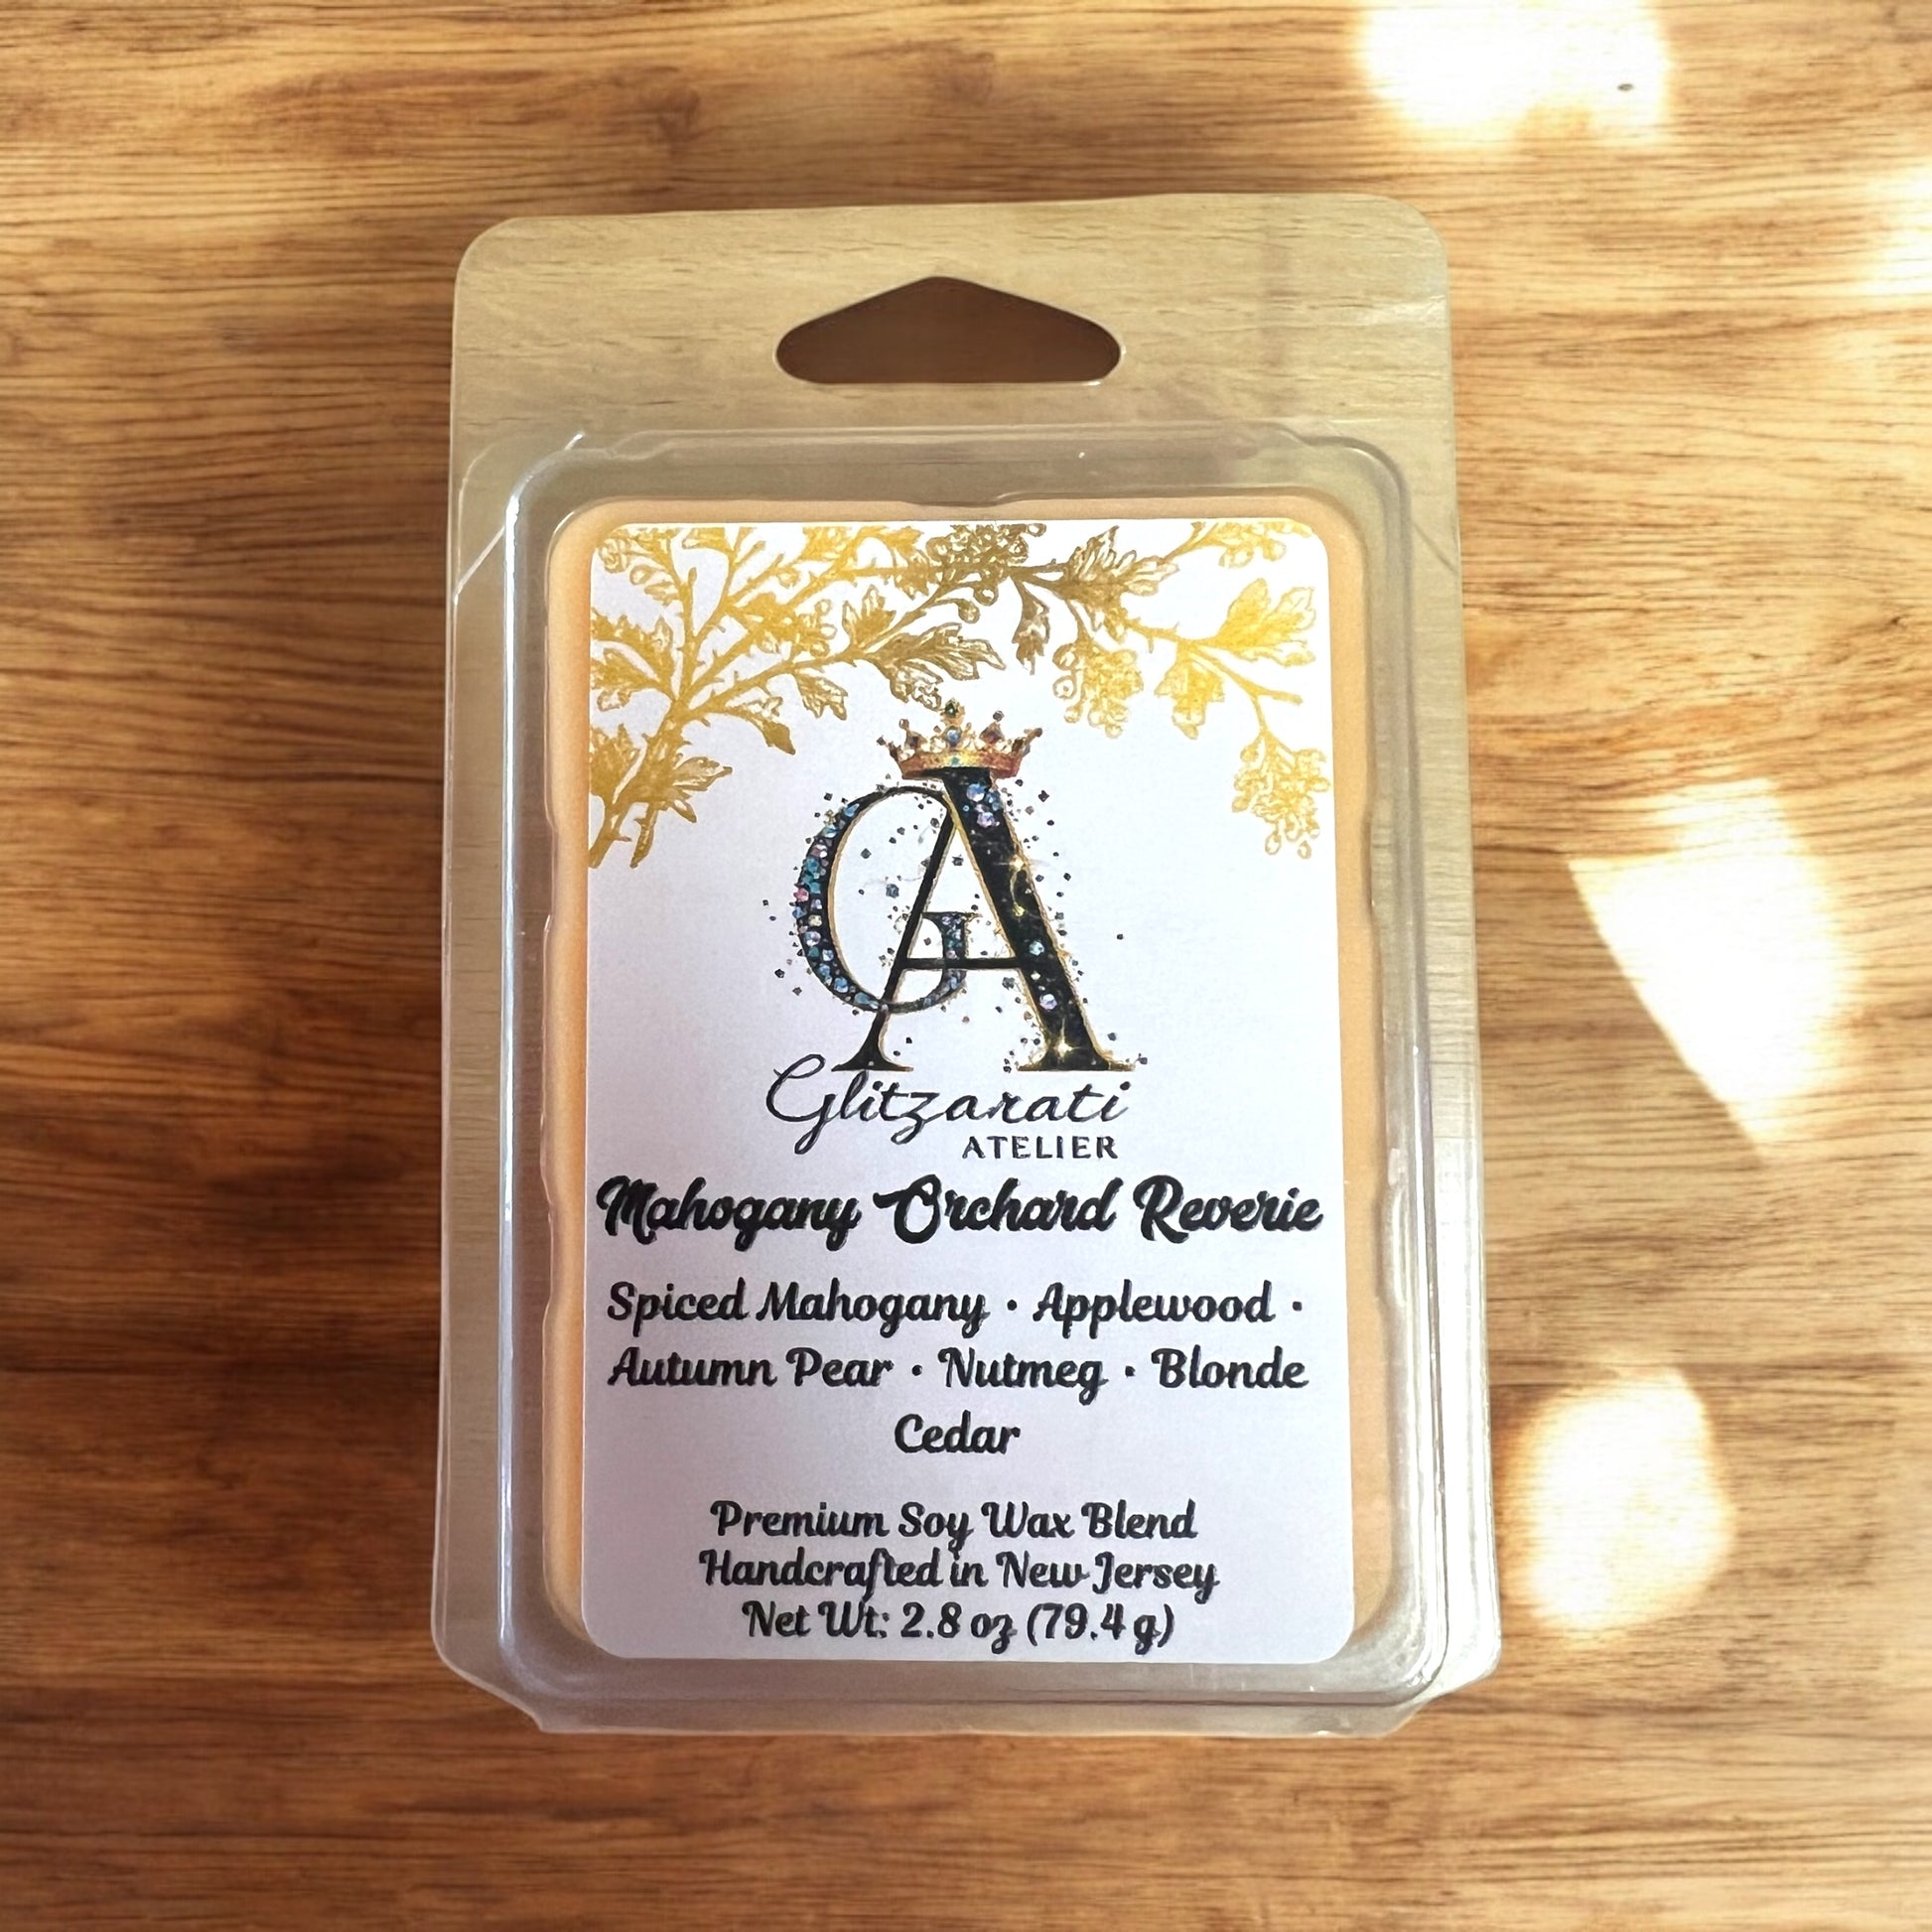 GA
Glitzarati
ATELIER
Mahogany Orchard Reverie
Spiced Mahogany • Applewood •
Autumn Pear • Nutmeg • Blonde
Cedar
Premium Soy Wax Blend
Handcrafted in New Jersey
Net Wt: 2.8 oz (79.4 g)